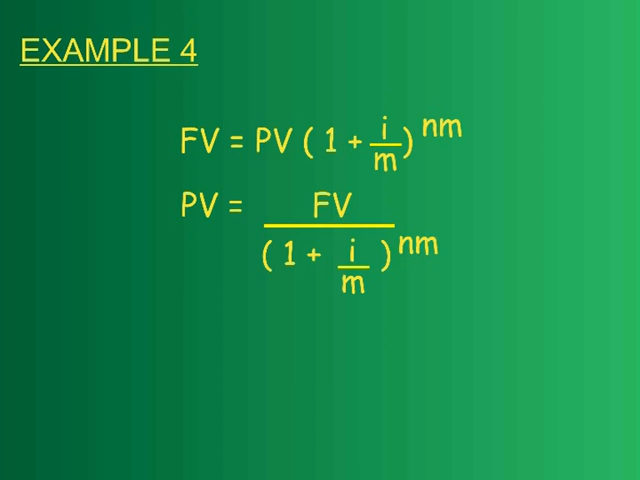 EXAMPLE 4
FV = PV ( 1 + i/m ) nm
PV = FV
( 1 + i/m ) nm